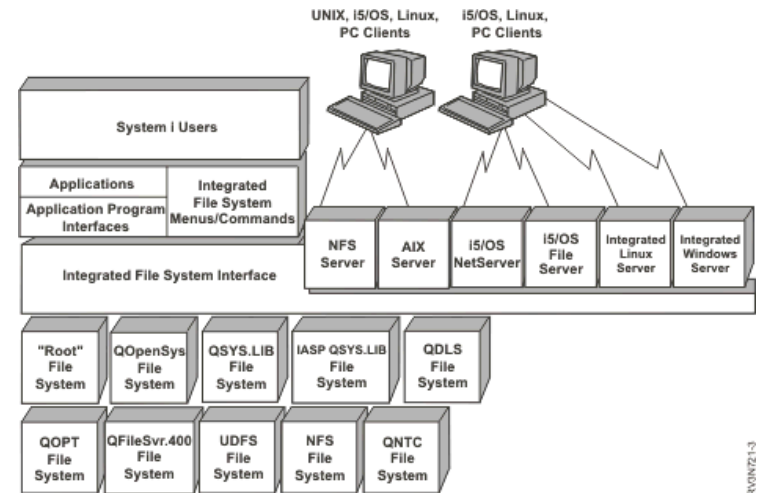 UNIX, i5/OS, Linux,
PC Clients
i5/OS, Linux,
PC Clients
System i Users
Applications
Application Program
Interfaces
Integrated
File System
Menus/Commands
NFS
Server
AIX
Server
i5/OS
NetServer
i5/OS
File
Server
Integrated
Linux
Server
Integrated
Windows
Server
Integrated File System Interface
"Root"
File
System
QOpenSys
File
System
QSYS.LIB
File
System
IASP QSYS.LIB
File
System
QDLS
File
System
QOPT
File
System
QFileSvr.400
File
System
UDFS
File
System
NFS
File
System
QNTC
File
System
RV3N721-3